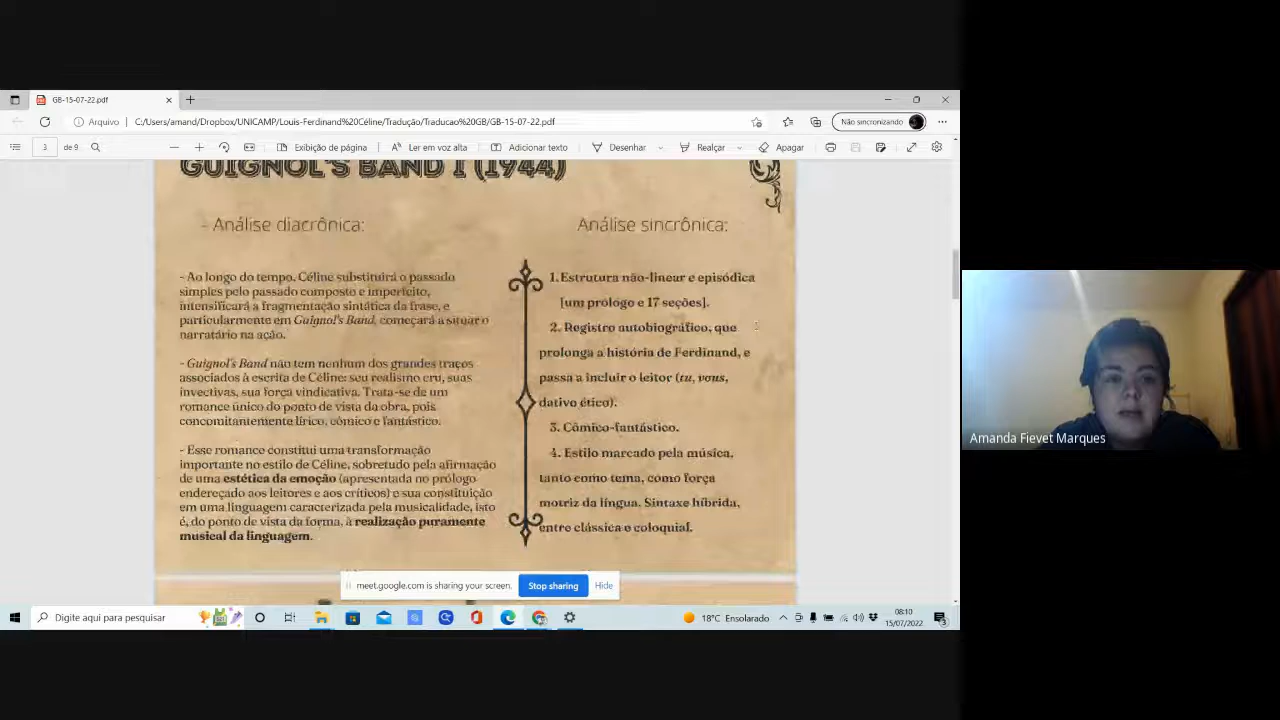 GB-15-07-22.pdf
Arquivo
C:/Users/amand/Dropbox/UNICAMP/Louis-Ferdinand%20Céline/Tradução/Traducao%20GB/GB-15-07-22.pdf
Não sincronizando
3 de 9
Exibição de página
Ler em voz alta
Adicionar texto
Desenhar
Realçar
Apagar
GUIGNOL'S BAND I (1944)
- Análise diacrônica:
- Ao longo do tempo, Céline substituirá o passado
simples pelo passado composto e imperfeito,
intensificará a fragmentação sintática da frase, e
particularmente em Guignol's Band, começará a situar o
narratário na ação.
- Guignol's Band não tem nenhum dos grandes traços
associados à escrita de Céline: seu realismo cru, suas
invectivas, sua força vindicativa. Trata-se de um
romance único do ponto de vista da obra, pois
concomitantemente lírico, cômico e fantástico.
- Esse romance constitui uma transformação
importante no estilo de Céline, sobretudo pela afirmação
de uma estética da emoção (apresentada no prólogo
endereçado aos leitores e aos críticos) e sua constituição
em uma linguagem caracterizada pela musicalidade, isto
é, do ponto de vista da forma, à realização puramente
musical da linguagem.
Análise sincrônica:
1. Estrutura não-linear e episódica
[um prólogo e 17 seções].
2. Registro autobiográfico, que
prolonga a história de Ferdinand, e
passa a incluir o leitor (tu, vous,
dativo ético).
3. Cômico-fantástico.
4. Estilo marcado pela música,
tanto como tema, como força
motriz da língua. Sintaxe híbrida,
entre clássica e coloquial.
meet.google.com is sharing your screen.
Stop sharing
Hide
Digite aqui para pesquisar
18°C Ensolarado
08:10
15/07/2022
3
Amanda Fievet Marques